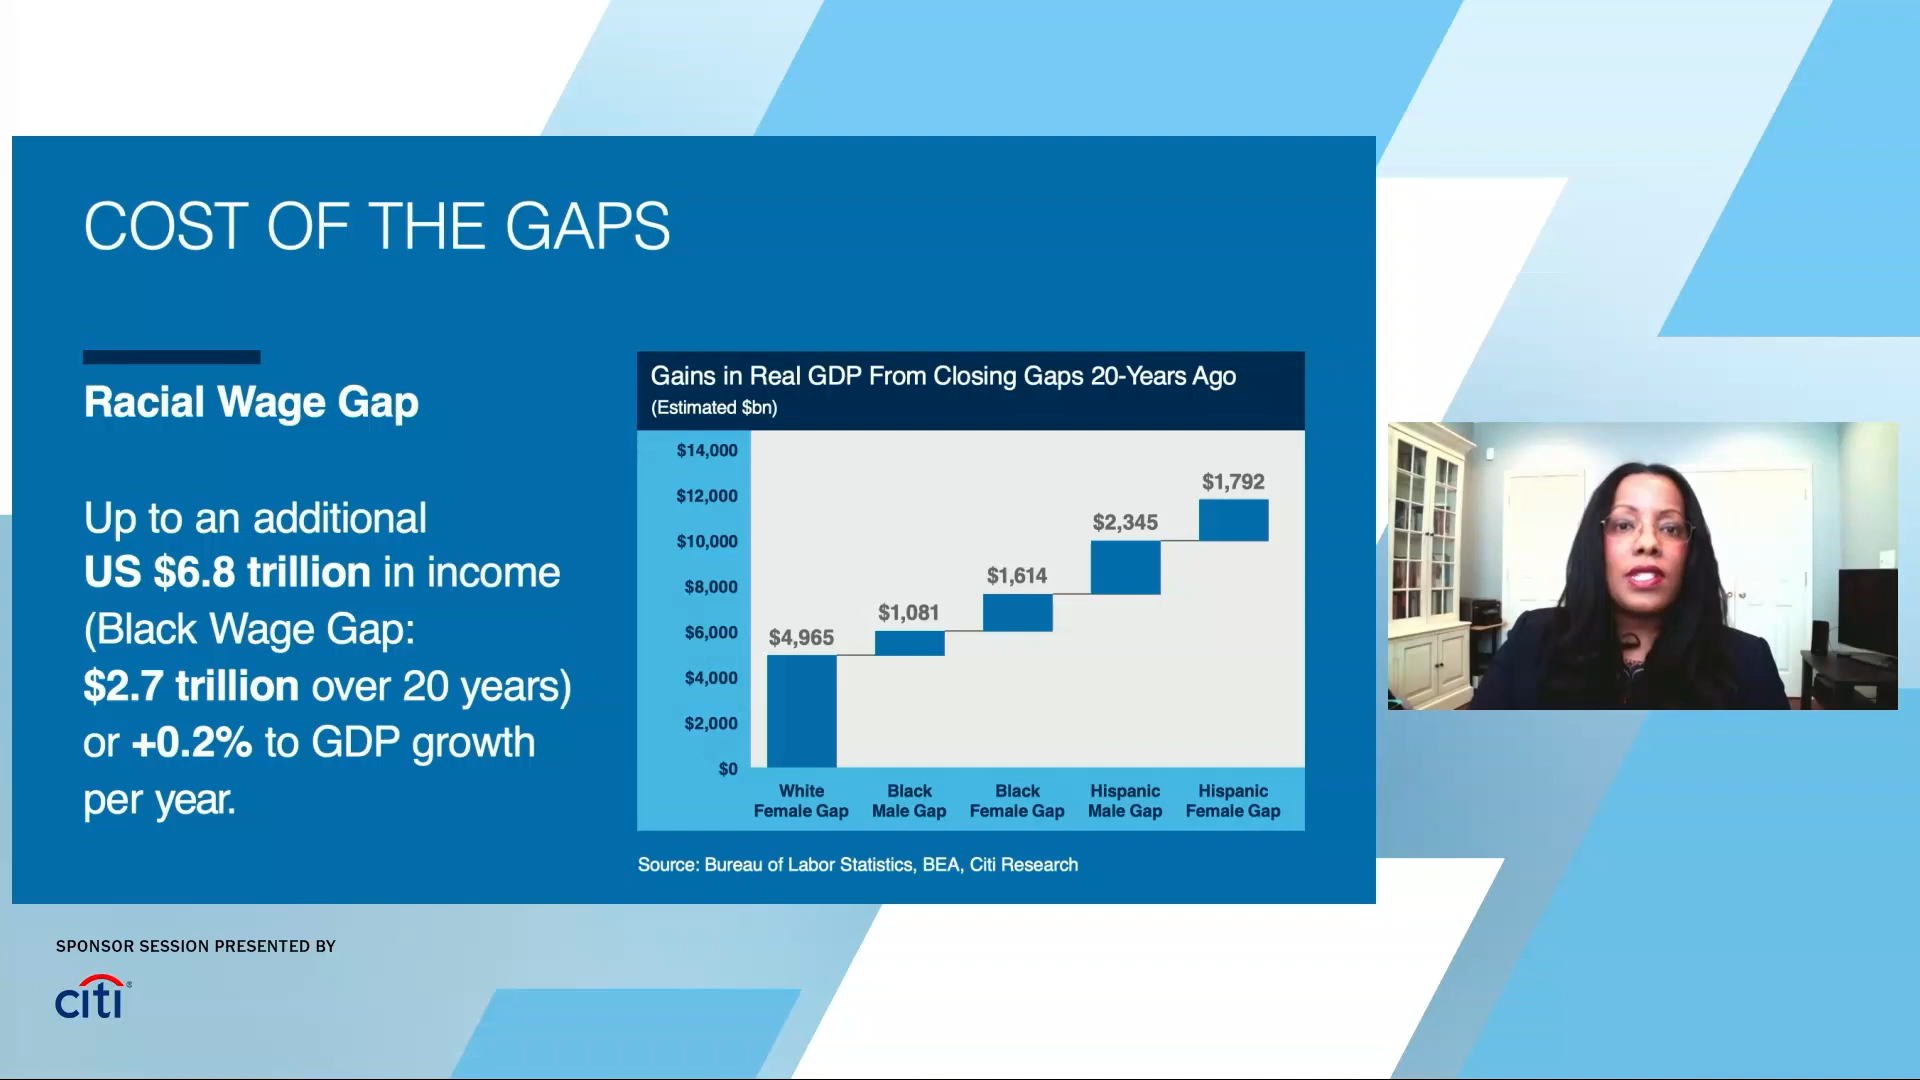 COST OF THE GAPS
Racial Wage Gap
Up to an additional
US $6.8 trillion in income
(Black Wage Gap:
$2.7 trillion over 20 years)
or +0.2% to GDP growth
per year.
Gains in Real GDP From Closing Gaps 20-Years Ago
(Estimated $bn)
$14,000
$12,000
$10,000
$8,000
$6,000
$4,000
$2,000
$0
$4,965
$1,081
$1,614
$2,345
$1,792
White
Female Gap
Black
Male Gap
Black
Female Gap
Hispanic
Male Gap
Hispanic
Female Gap
Source: Bureau of Labor Statistics, BEA, Citi Research
SPONSOR SESSION PRESENTED BY
citi®